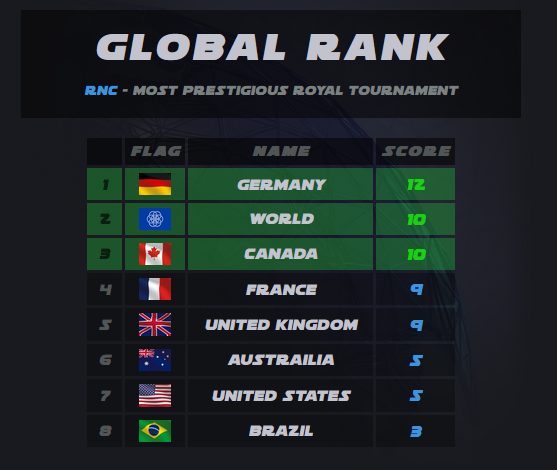 GLOBAL RANK
RNC - MOST PRESTIGIOUS ROYAL TOURNAMENT
FLAG NAME SCORE
1 GERMANY 12
2 WORLD 10
3 CANADA 10
4 FRANCE 9
5 UNITED KINGDOM 9
6 AUSTRAILIA 5
7 UNITED STATES 5
8 BRAZIL 3